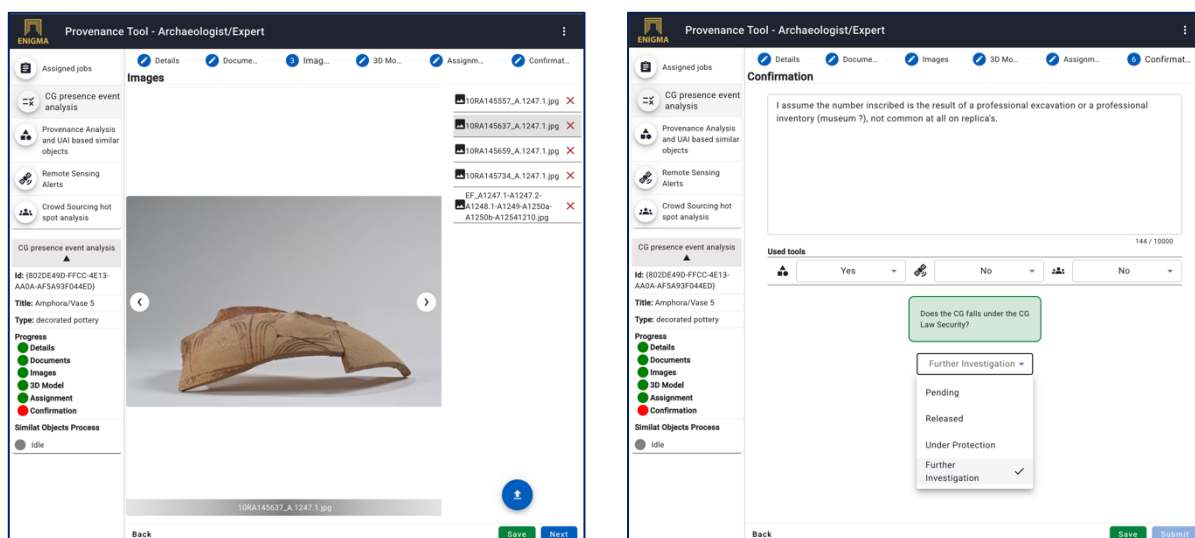 ENIGMA
Provenance Tool - Archaeologist/Expert
Assigned jobs
CG presence event
analysis
Provenance Analysis
and UAI based similar
objects
Remote Sensing
Alerts
Crowd Sourcing hot
spot analysis
CG presence event analysis
Id: {802DE49D-FFCC-4E13-
AA0A-AF5A93F044ED}
Title: Amphora/Vase 5
Type: decorated pottery
Progress
Details
Documents
Images
3D Model
Assignment
Confirmation
Similat Objects Process
Idle
Details
Docume...
3 Imag...
3D Mo...
Assignm...
Confirmat...
Images
10RA145557_A.1247.1.jpg
10RA145637_A.1247.1.jpg
10RA145659_A.1247.1.jpg
10RA145734_A.1247.1.jpg
EF_A1247.1-A1247.2-
A1248.1-A1249-A1250a-
A1250b-A12541210.jpg
10RA145637_A.1247.1.jpg
Back
Save
Next
ENIGMA
Provenance Tool - Archaeologist/Expert
Assigned jobs
CG presence event
analysis
Provenance Analysis
and UAI based similar
objects
Remote Sensing
Alerts
Crowd Sourcing hot
spot analysis
CG presence event analysis
Id: {802DE49D-FFCC-4E13-
AA0A-AF5A93F044ED}
Title: Amphora/Vase 5
Type: decorated pottery
Progress
Details
Documents
Images
3D Model
Assignment
Confirmation
Similat Objects Process
Idle
Details
Docume...
Images
3D Mo...
Assignm...
6 Confirmat...
Confirmation
I assume the number inscribed is the result of a professional excavation or a professional
inventory (museum ?), not common at all on replica's.
144 / 10000
Used tools
Yes
No
No
Does the CG falls under the CG
Law Security?
Further Investigation
Pending
Released
Under Protection
Further
Investigation
Back
Save
Submit